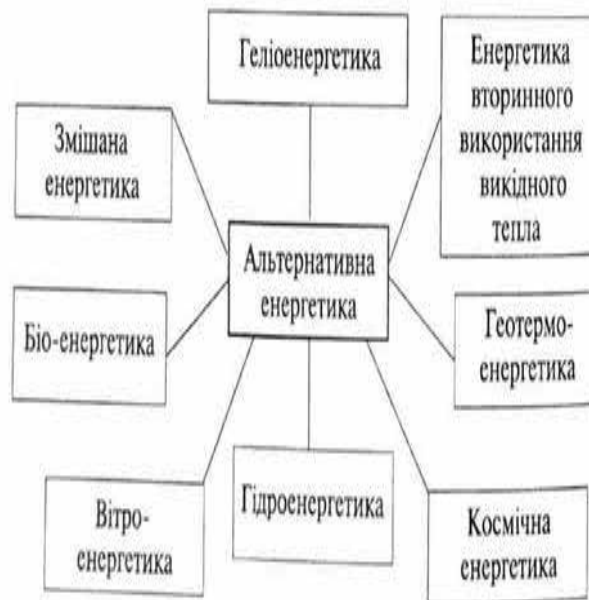 Геліоенергетика
Енергетика
вторинного
використання
викідного
тепла
Змішана
енергетика
Альтернативна
енергетика
Біо-енергетика
Геотермо-
енергетика
Вітро-
енергетика
Гідроенергетика
Космічна
енергетика